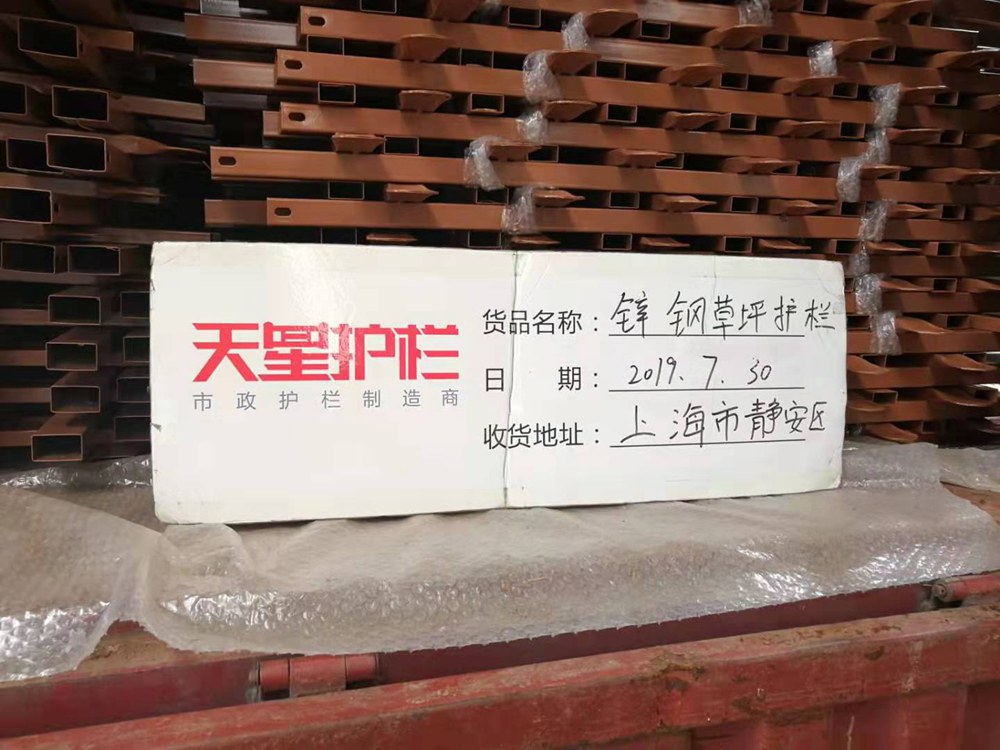 天星护栏
市政护栏制造商
货品名称：锌钢草坪护栏
日 期：2019.7.30
收货地址：上海市静安区